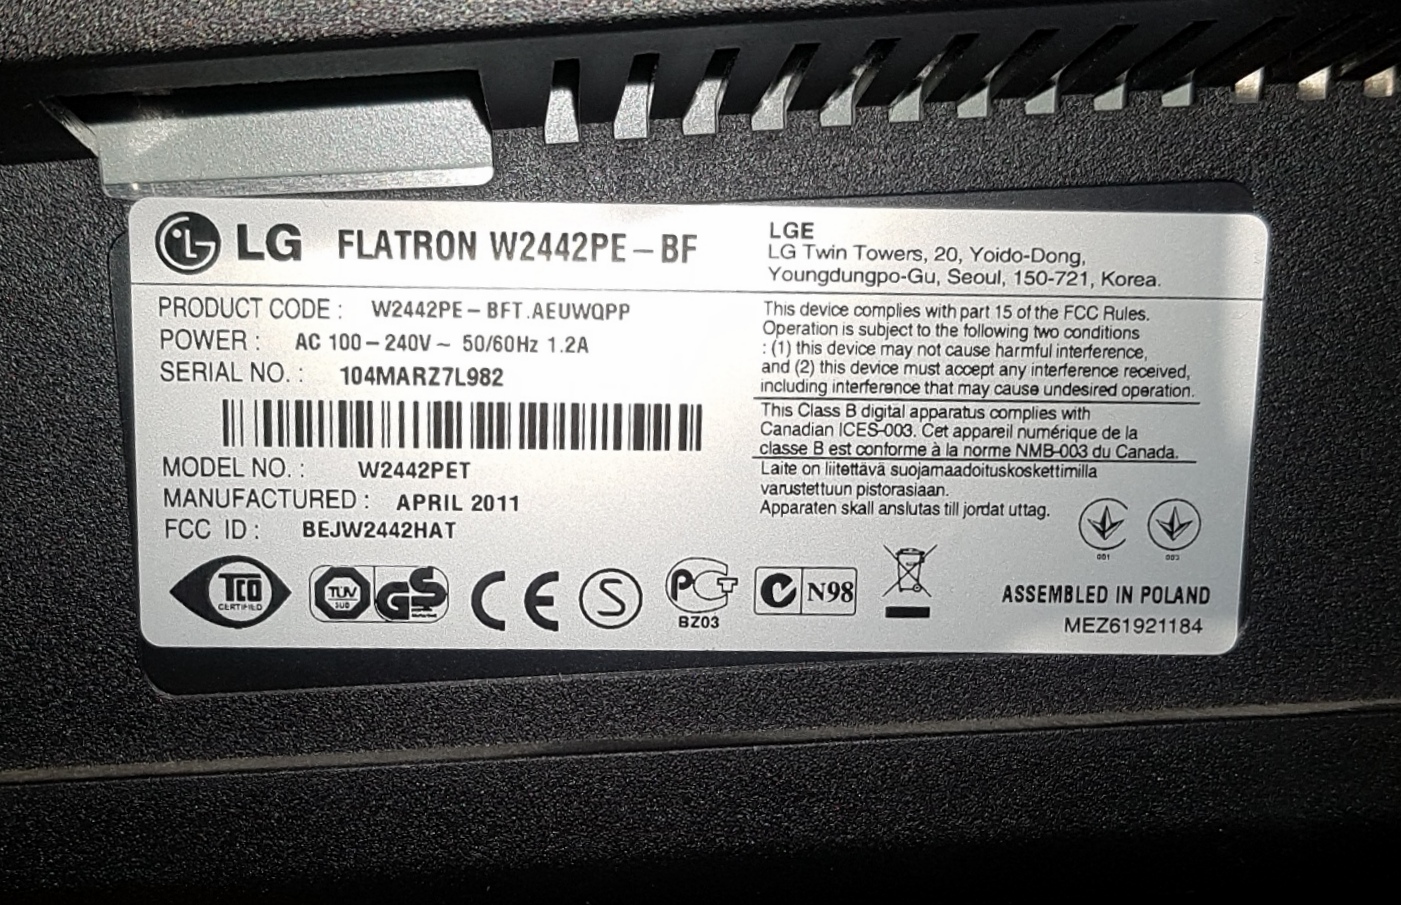 LG FLATRON W2442PE-BF
LGE
LG Twin Towers, 20, Yoido-Dong,
Youngdungpo-Gu, Seoul, 150-721, Korea.
PRODUCT CODE : W2442PE-BFT.AEUWQPP
POWER : AC 100-240V ~ 50/60Hz 1.2A
SERIAL NO. : 104MARZ7L982
MODEL NO. : W2442PET
MANUFACTURED : APRIL 2011
FCC ID : BEJW2442HAT
This device complies with part 15 of the FCC Rules.
Operation is subject to the following two conditions
: (1) this device may not cause harmful interference,
and (2) this device must accept any interference received,
including interference that may cause undesired operation.
This Class B digital apparatus complies with
Canadian ICES-003. Cet appareil numérique de la
classe B est conforme à la norme NMB-003 du Canada.
Laite on liitettävä suojamaadoituskoskettimilla
varustettuun pistorasiaan.
Apparaten skall anslutas till jordat uttag.
001 003
TCO
CERTIFIED
TÜV
SUD
GS
CE
S
PCT
BZ03
N98
ASSEMBLED IN POLAND
MEZ61921184